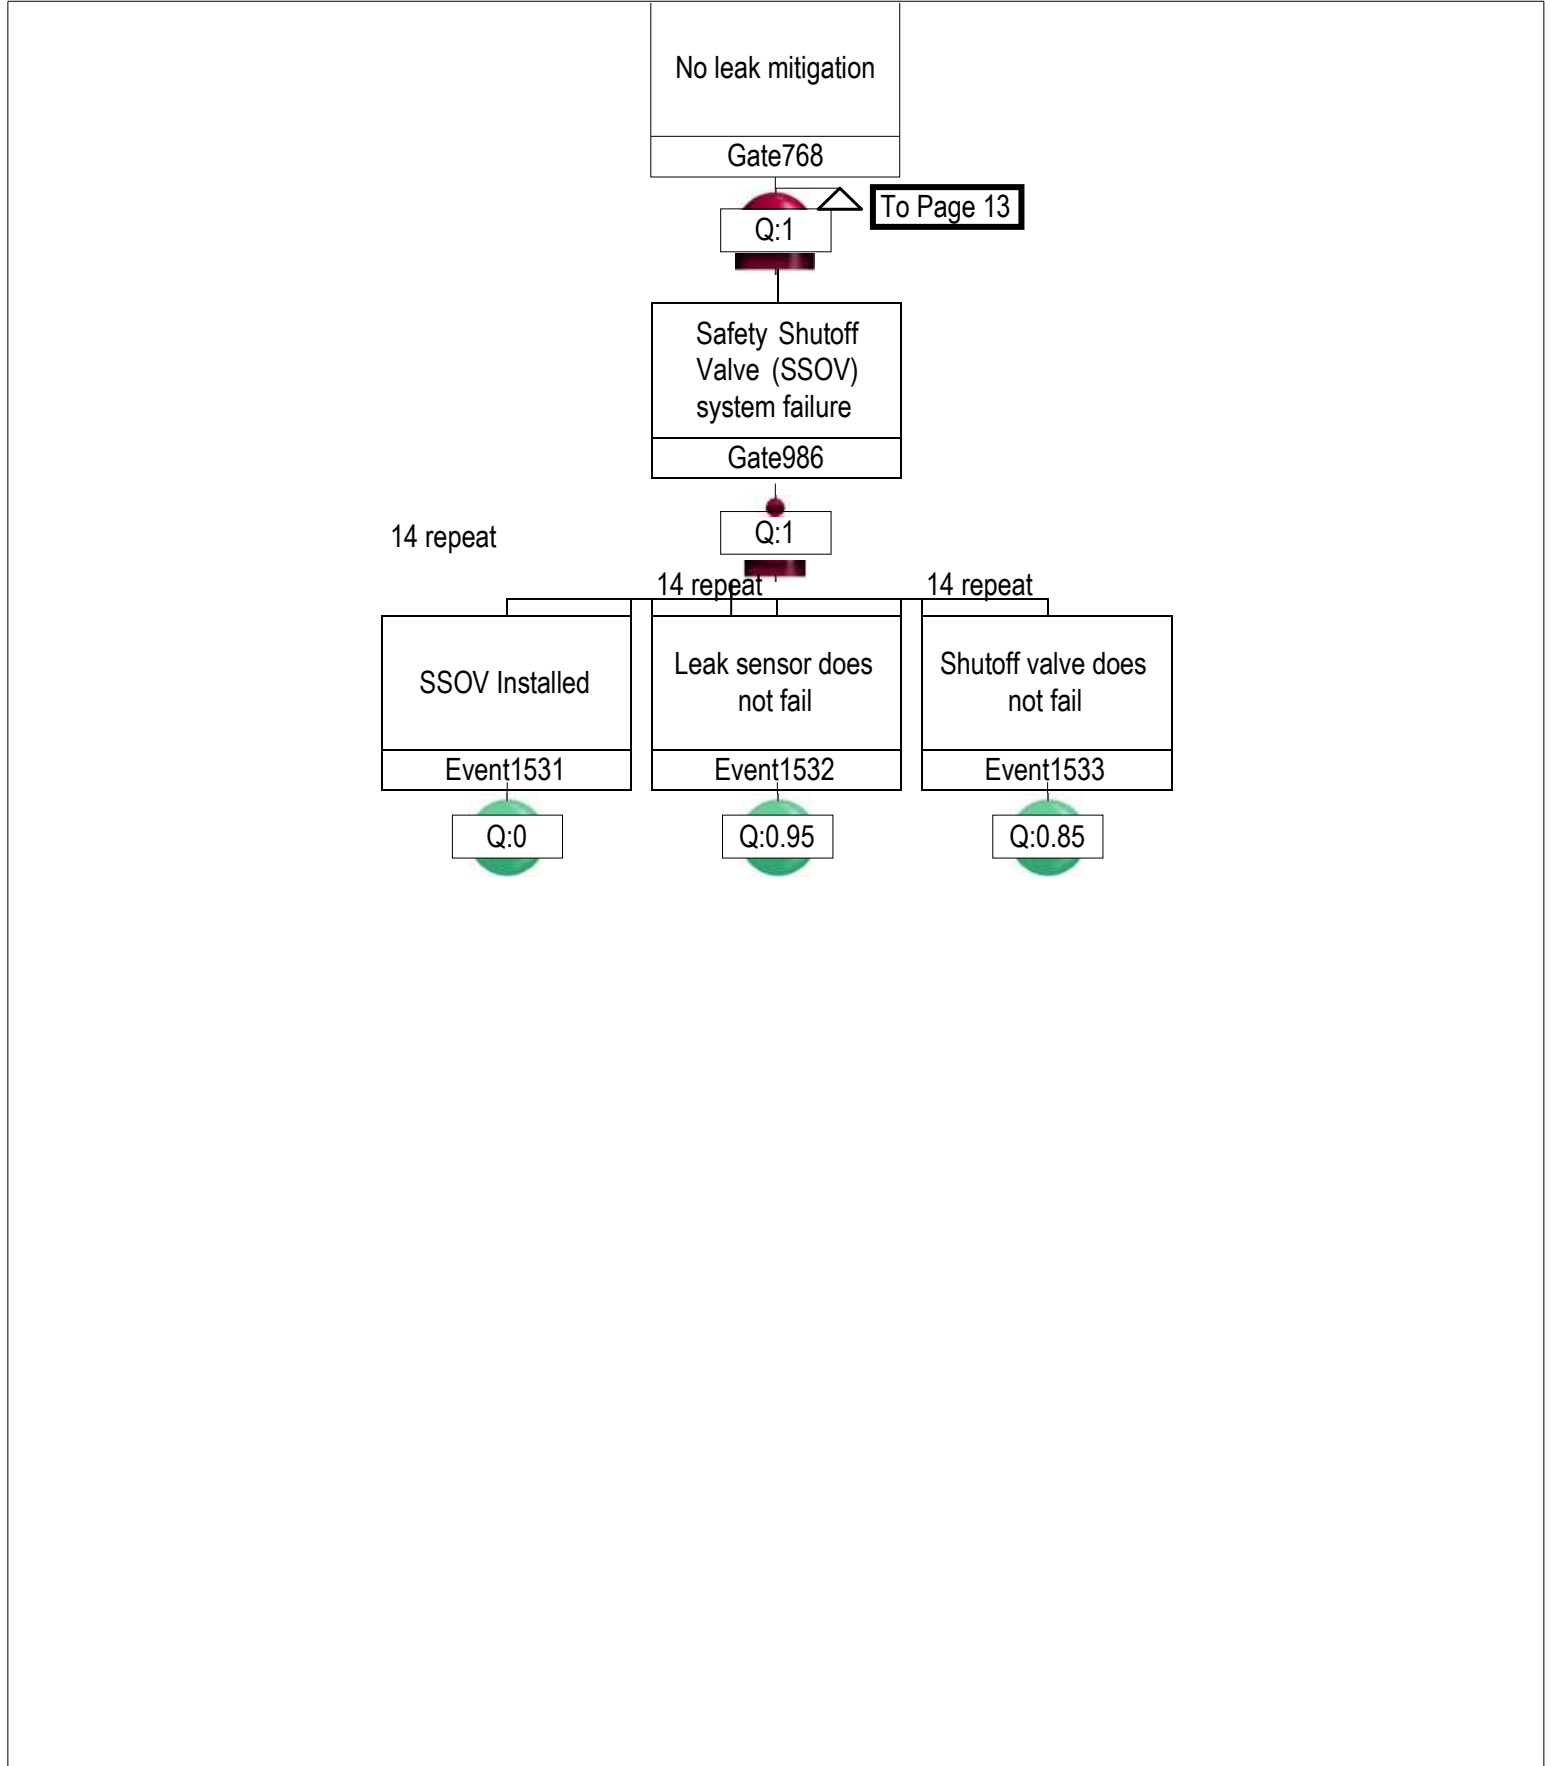 No leak mitigation
Gate768
To Page 13
Q:1
Safety Shutoff
Valve (SSOV)
system failure
Gate986
Q:1
14 repeat
14 repeat
14 repeat
SSOV Installed
Event1531
Q:0
Leak sensor does
not fail
Event1532
Q:0.95
Shutoff valve does
not fail
Event1533
Q:0.85